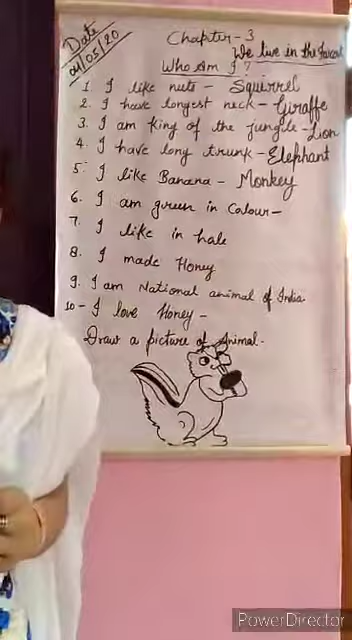 Date
04/05/20
Chapter-3
We live in the forest
Who Am I?
1. I like nuts - Squirrel
2. I have longest neck - Giraffe
3. I am king of the jungle - Lion
4. I have long trunk - Elephant
5. I like Banana - Monkey
6. I am green in Colour -
7. I like in hole
8. I made Honey
9. I am National animal of India
10 - I love Honey -
Draw a picture of Animal.
PowerDirector